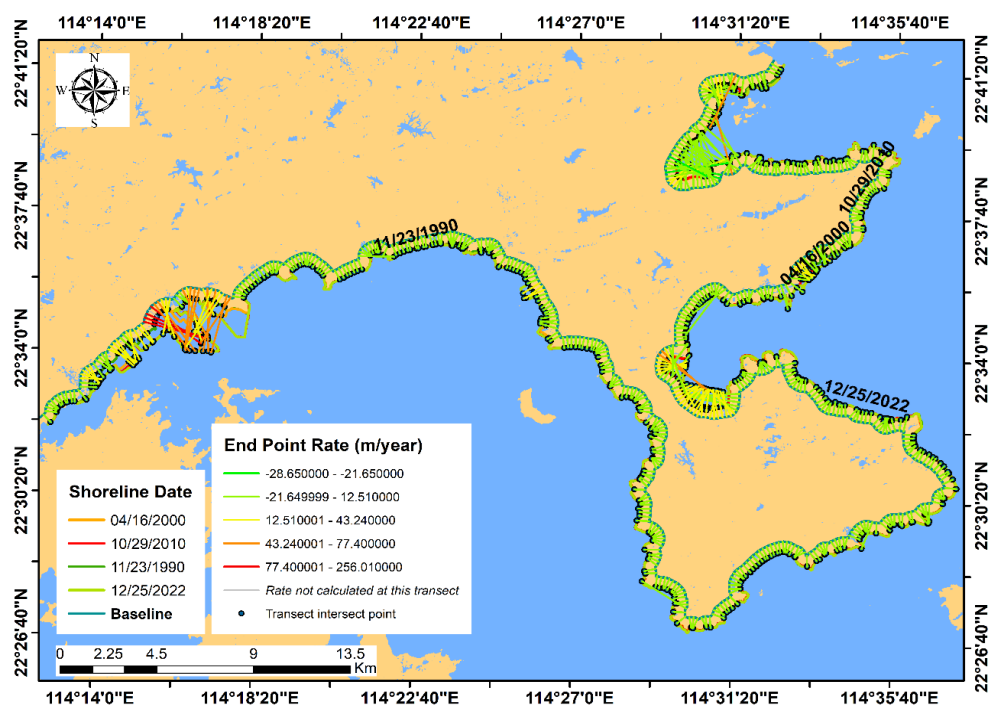 114°14'0"E 114°18'20"E 114°22'40"E 114°27'0"E 114°31'20"E 114°35'40"E
22°41'20"N
22°37'40"N
22°34'0"N
22°30'20"N
22°26'40"N
22°41'20"N
22°37'40"N
22°34'0"N
22°30'20"N
22°26'40"N
N
W E
S
11/23/1990
10/29/2010
04/16/2000
12/25/2022
Shoreline Date
04/16/2000
10/29/2010
11/23/1990
12/25/2022
Baseline
End Point Rate (m/year)
-28.650000 - -21.650000
-21.649999 - 12.510000
12.510001 - 43.240000
43.240001 - 77.400000
77.400001 - 256.010000
Rate not calculated at this transect
Transect intersect point
0 2.25 4.5 9 13.5
Km
114°14'0"E 114°18'20"E 114°22'40"E 114°27'0"E 114°31'20"E 114°35'40"E